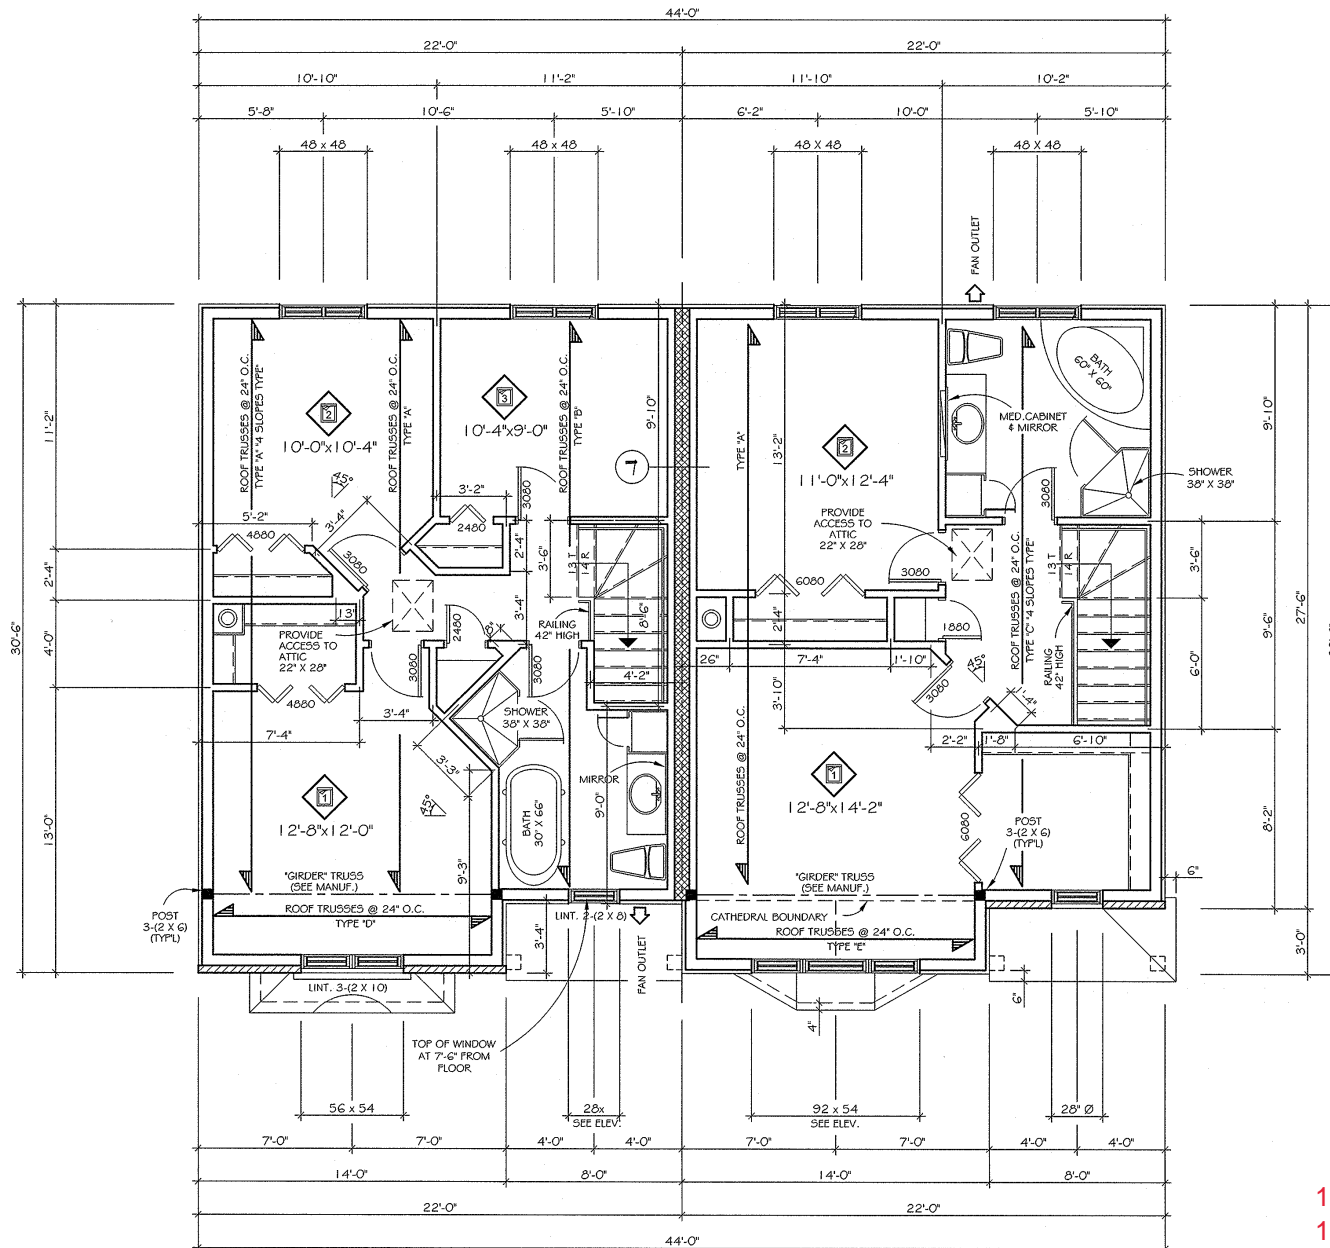 44'-0"
22'-0"
22'-0"
10'-10"
11'-2"
11'-10"
10'-2"
5'-8"
10'-6"
5'-10"
6'-2"
10'-0"
5'-10"
48 x 48
48 x 48
48 X 48
48 X 48
FAN OUTLET
30'-6"
11'-2"
2'-4"
4'-0"
13'-0"
ROOF TRUSSES @ 24" O.C.
TYPE "A" "4 SLOPES TYPE"
2
10'-0"x10'-4"
ROOF TRUSSES @ 24" O.C.
TYPE "A"
45°
3
10'-4"x9'-0"
ROOF TRUSSES @ 24" O.C.
TYPE "B"
9'-10"
3'-2"
3080
2480
5'-2"
3'-4"
4880
3080
2'-4"
3'-6"
3'-4"
13 T
14 R
8'-6"
RAILING
42" HIGH
13"
PROVIDE
ACCESS TO
ATTIC
22" X 28"
2480
8"
3080
3080
4'-2"
4880
3'-4"
7'-4"
SHOWER
38" X 38"
3'-3"
45°
MIRROR
9'-0"
BATH
30" X 66"
1
12'-8"x12'-0"
9'-3"
"GIRDER" TRUSS
(SEE MANUF.)
ROOF TRUSSES @ 24" O.C.
TYPE "D"
POST
3-(2 X 6)
(TYP'L)
LINT. 2-(2 X 8)
3'-4"
FAN OUTLET
LINT. 3-(2 X 10)
TOP OF WINDOW
AT 7'-6" FROM
FLOOR
TYPE "A"
13'-2"
2
11'-0"x12'-4"
PROVIDE
ACCESS TO
ATTIC
22" X 28"
BATH
60" X 60"
MED.CABINET
& MIRROR
SHOWER
38" X 38"
3080
3080
6080
1880
ROOF TRUSSES @ 24" O.C.
TYPE "C" "4 SLOPES TYPE"
13 T
14 R
RAILING
42" HIGH
2'-4"
26"
7'-4"
1'-10"
45°
3080
3'-10"
1'-4"
2'-2"
1'-8"
6'-10"
ROOF TRUSSES @ 24" O.C.
1
12'-8"x14'-2"
6080
POST
3-(2 X 6)
(TYP'L)
"GIRDER" TRUSS
(SEE MANUF.)
CATHEDRAL BOUNDARY
ROOF TRUSSES @ 24" O.C.
TYPE "E"
6"
6"
4"
9'-10"
3'-6"
9'-6"
6'-0"
8'-2"
27'-6"
3'-0"
56 x 54
28x
SEE ELEV.
92 x 54
SEE ELEV.
28" Ø
7'-0"
7'-0"
4'-0"
4'-0"
7'-0"
7'-0"
4'-0"
4'-0"
14'-0"
8'-0"
14'-0"
8'-0"
22'-0"
22'-0"
44'-0"
1
1